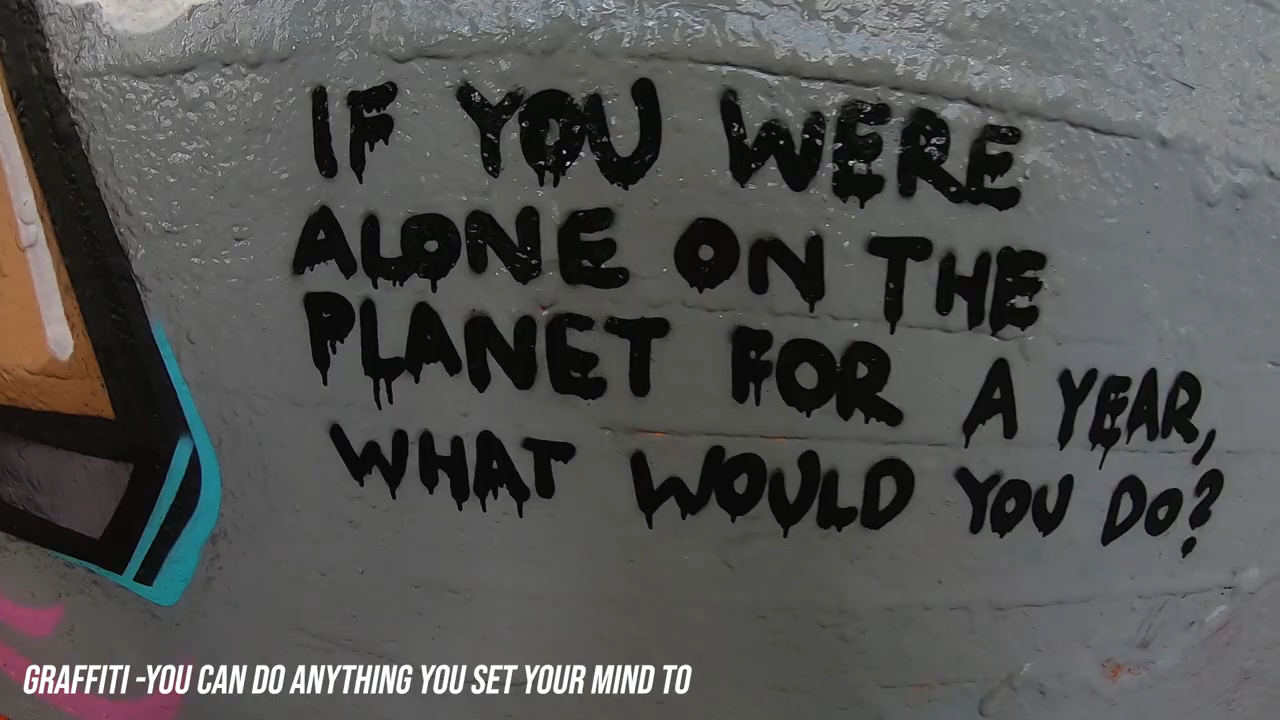 IF YOU WERE
ALONE ON THE
PLANET FOR A YEAR,
WHAT WOULD YOU DO?
GRAFFITI -YOU CAN DO ANYTHING YOU SET YOUR MIND TO